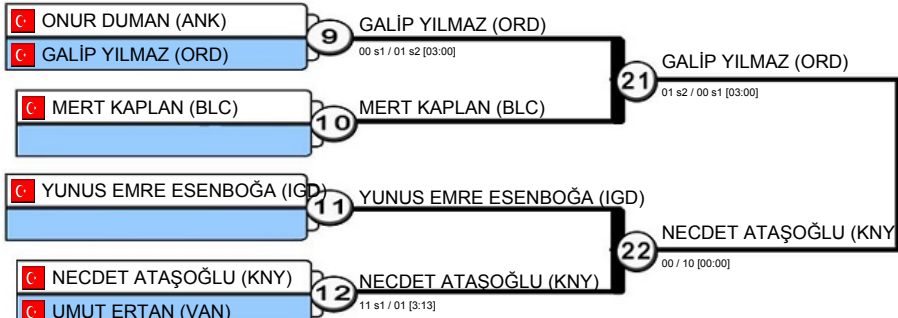 ONUR DUMAN (ANK)
GALİP YILMAZ (ORD)
9
GALİP YILMAZ (ORD)
00 s1 / 01 s2 [03:00]
MERT KAPLAN (BLC)
10
MERT KAPLAN (BLC)
21
GALİP YILMAZ (ORD)
01 s2 / 00 s1 [03:00]
YUNUS EMRE ESENBOĞA (IGD)
11
YUNUS EMRE ESENBOĞA (IGD)
22
NECDET ATAŞOĞLU (KNY
00 / 10 [00:00]
NECDET ATAŞOĞLU (KNY)
UMUT ERTAN (VAN)
12
NECDET ATAŞOĞLU (KNY)
11 s1 / 01 [3:13]